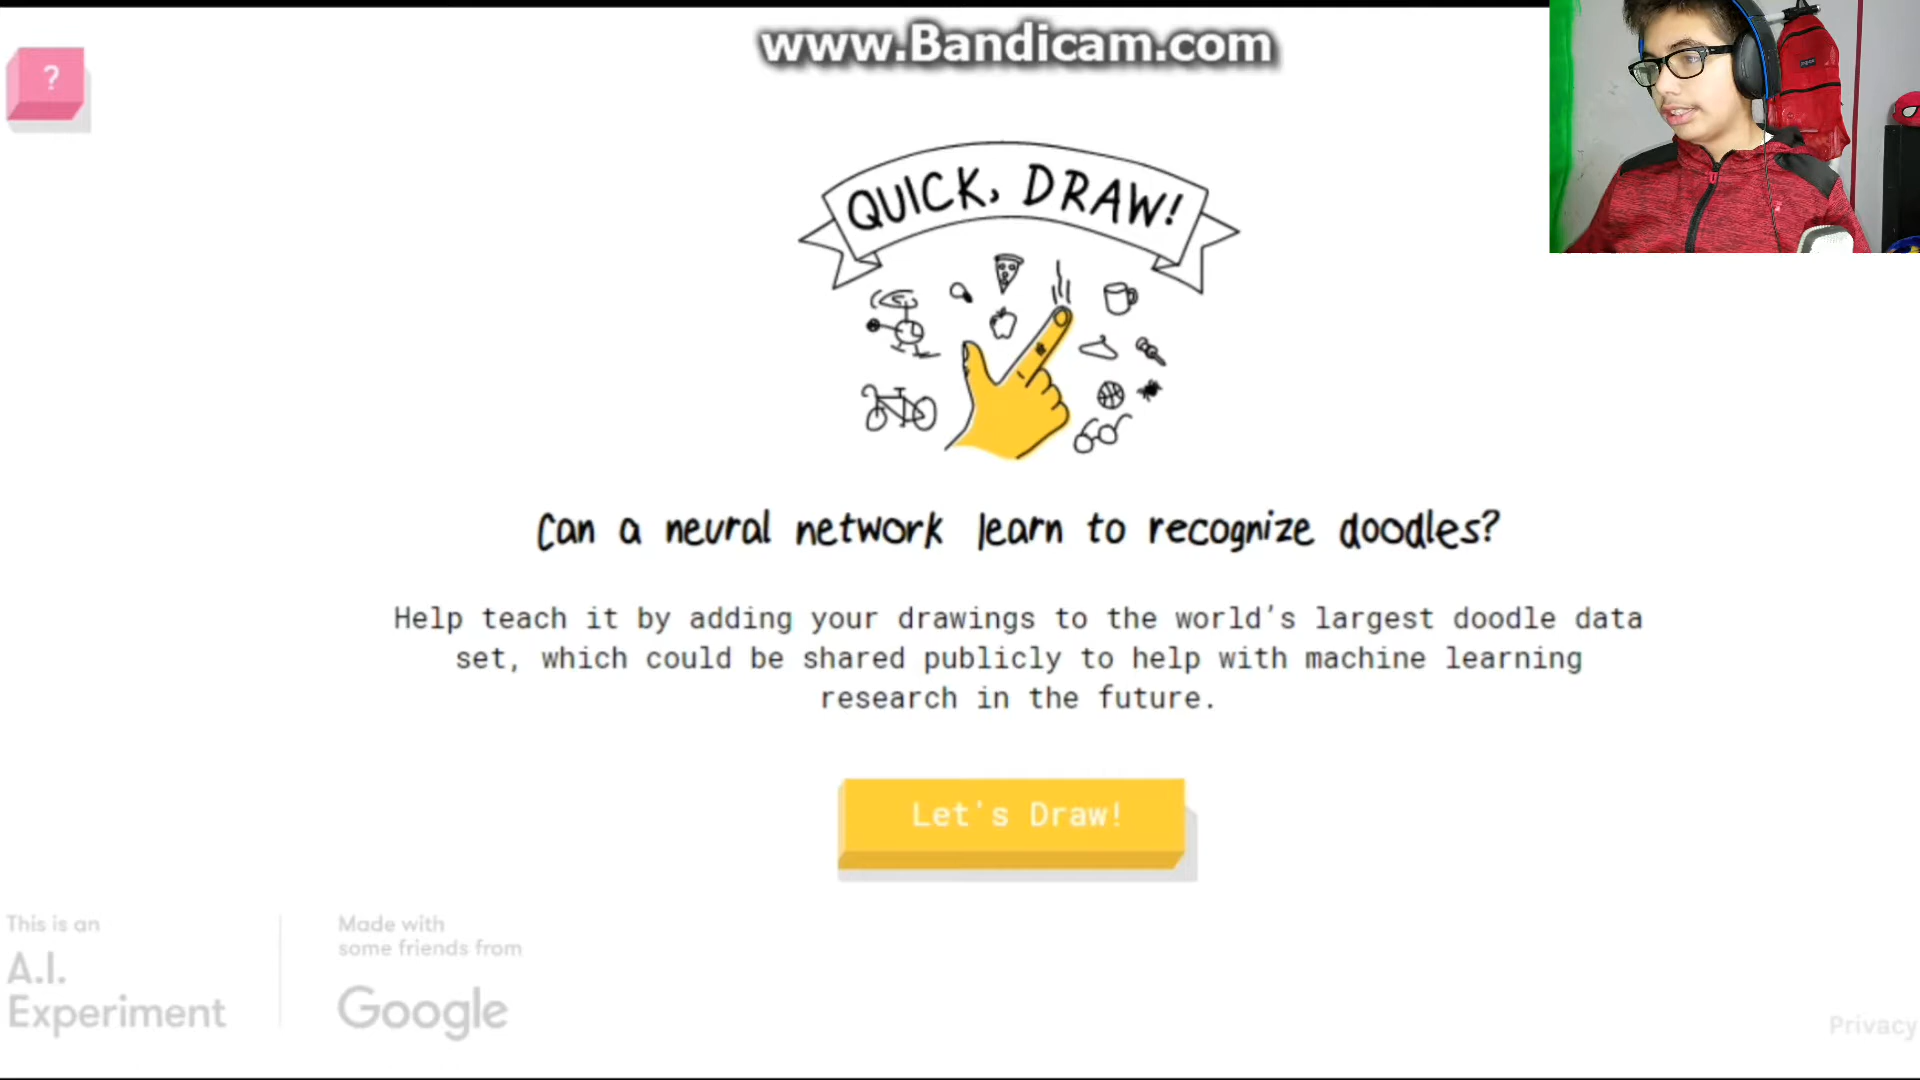 www.Bandicam.com
?
QUICK, DRAW!
Can a neural network learn to recognize doodles?
Help teach it by adding your drawings to the world's largest doodle data
set, which could be shared publicly to help with machine learning
research in the future.
Let's Draw!
This is an
A.I.
Experiment
Made with
some friends from
Google
Privacy